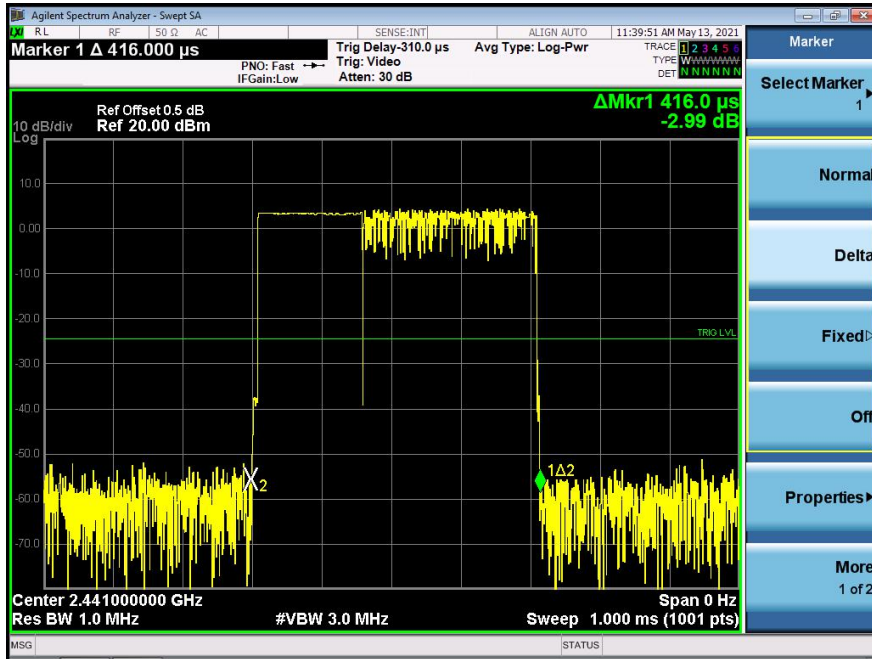 Agilent Spectrum Analyzer - Swept SA
LXI RL RF 50 Ω AC SENSE:INT ALIGN AUTO 11:39:51 AM May 13, 2021
Marker 1 Δ 416.000 µs
PNO: Fast
IFGain:Low
Trig Delay-310.0 µs
Trig: Video
Atten: 30 dB
Avg Type: Log-Pwr
TRACE 1 2 3 4 5 6
TYPE W
DET N N N N N N
ΔMkr1 416.0 µs
-2.99 dB
Ref Offset 0.5 dB
10 dB/div Ref 20.00 dBm
Log
10.0
0.00
-10.0
-20.0
TRIG LVL
-30.0
-40.0
-50.0
-60.0
-70.0
2
1Δ2
Center 2.441000000 GHz Span 0 Hz
Res BW 1.0 MHz #VBW 3.0 MHz Sweep 1.000 ms (1001 pts)
MSG STATUS
Marker
Select Marker
1
Normal
Delta
Fixed
Off
Properties
More
1 of 2